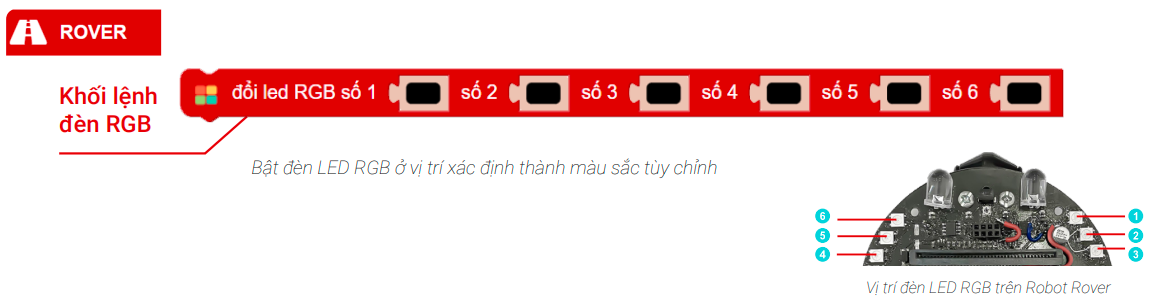 ROVER
Khối lệnh
đèn RGB
đổi led RGB số 1 số 2 số 3 số 4 số 5 số 6
Bật đèn LED RGB ở vị trí xác định thành màu sắc tùy chỉnh
6 1
5 2
4 3
Vị trí đèn LED RGB trên Robot Rover